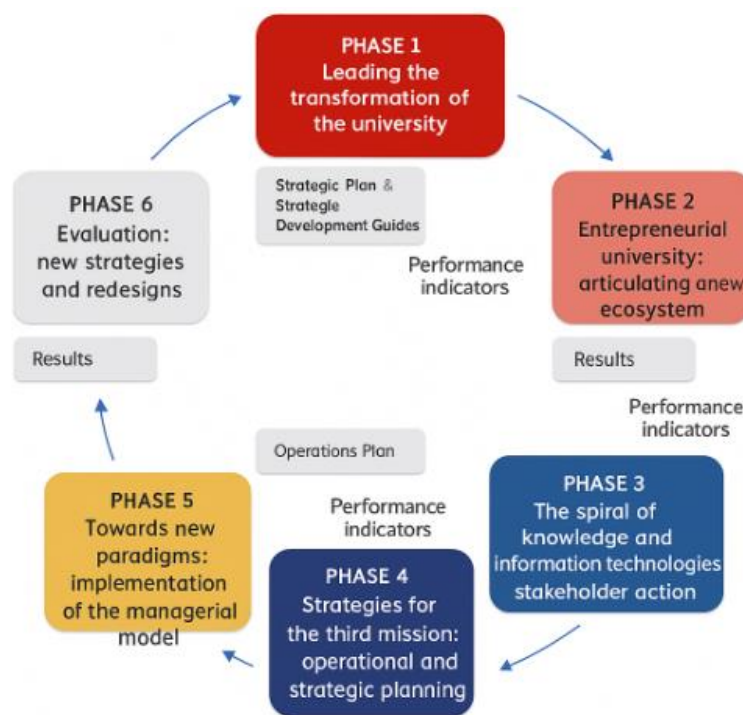 PHASE 1
Leading the
transformation of
the university
Strategic Plan &
Strategle
Development Guides
Performance
indicators
PHASE 2
Entrepreneurial
university:
articulating anew
ecosystem
Results
Performance
indicators
PHASE 3
The spiral of
knowledge and
information technologies
stakeholder action
Performance
indicators
PHASE 4
Strategies for
the third mission:
operational and
strategic planning
Operations Plan
PHASE 5
Towards new
paradigms:
implementation
of the managerial
model
PHASE 6
Evaluation:
new strategies
and redesigns
Results